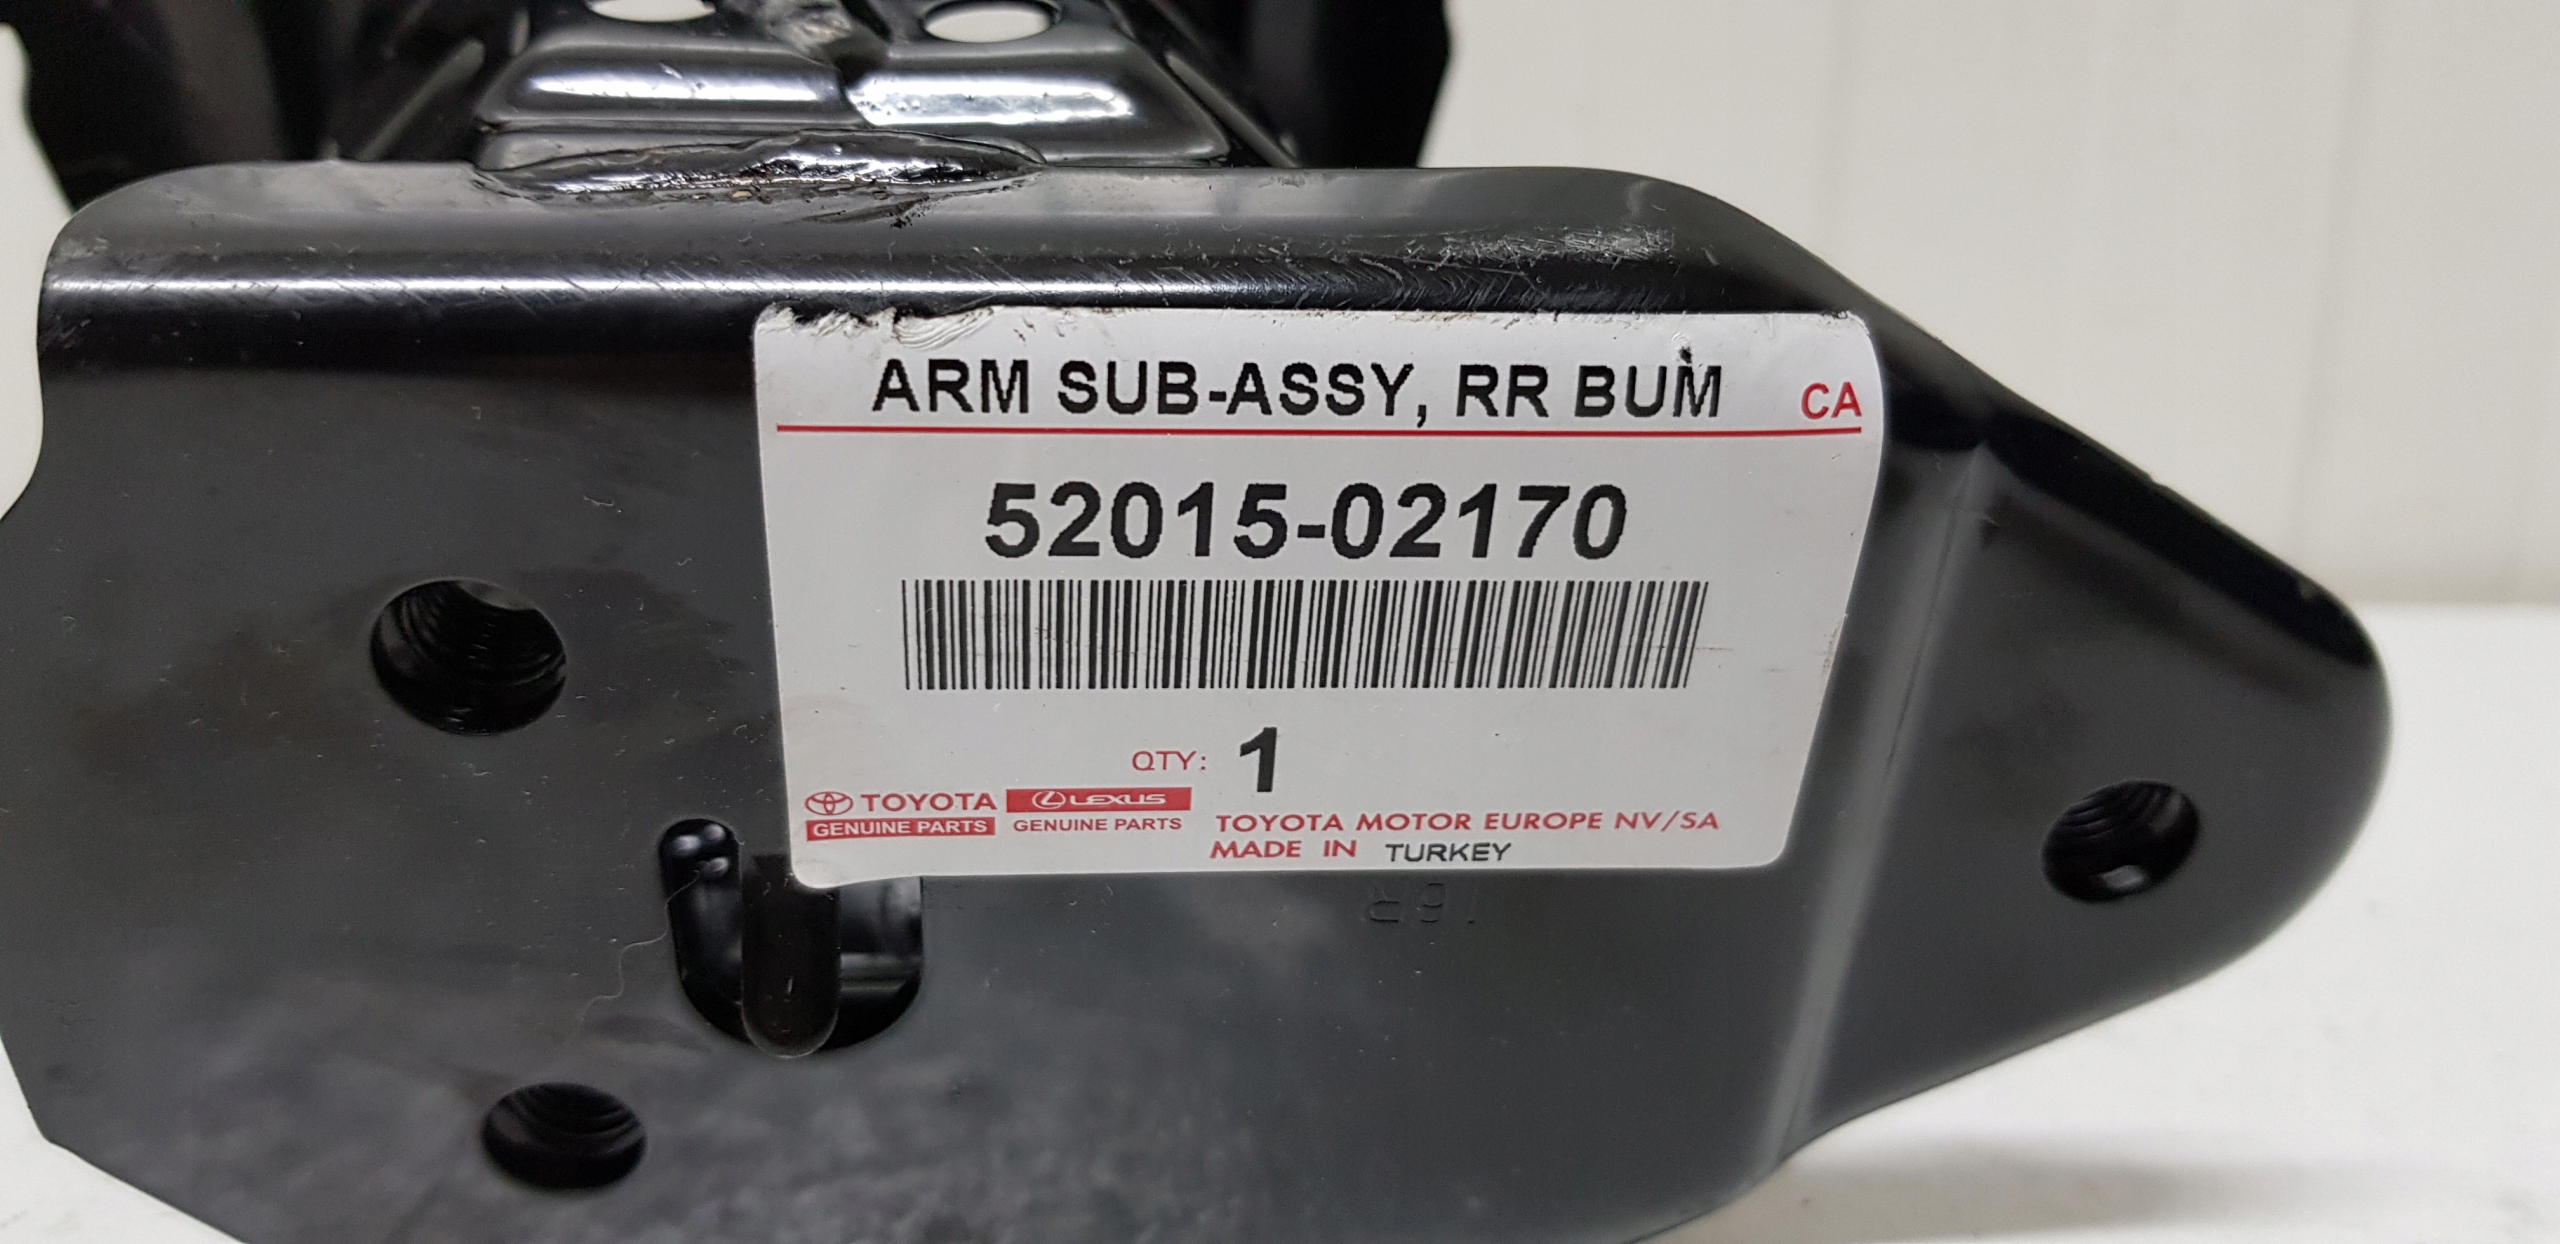 ARM SUB-ASSY, RR BUM CA
52015-02170
QTY: 1
TOYOTA LEXUS
GENUINE PARTS GENUINE PARTS
TOYOTA MOTOR EUROPE NV/SA
MADE IN TURKEY
16R